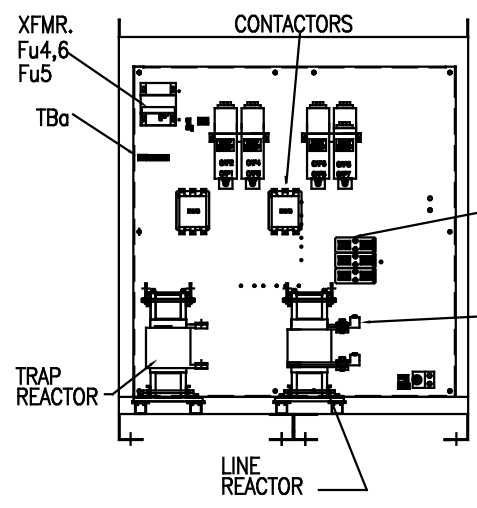 XFMR.
Fu4,6
Fu5
CONTACTORS
TBa
TRAP
REACTOR
LINE
REACTOR